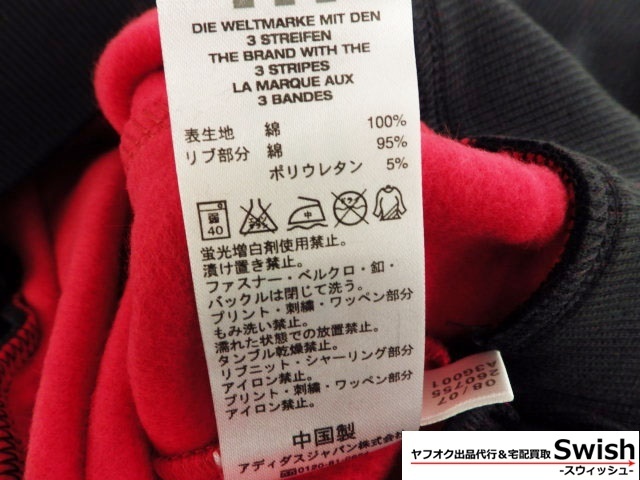 DIE WELTMARKE MIT DEN
3 STREIFEN
THE BRAND WITH THE
3 STRIPES
LA MARQUE AUX
3 BANDES
表生地 綿 100%
リブ部分 綿 95%
ポリウレタン 5%
弱
40
中
蛍光増白剤使用禁止。
漬け置き禁止。
ファスナー・ベルクロ・釦・
バックルは閉じて洗う。
プリント・刺繍・ワッペン部分
もみ洗い禁止。
濡れた状態での放置禁止。
タンブル乾燥禁止。
リブニット・シャーリング部分
アイロン禁止。
プリント・刺繍・ワッペン部分
アイロン禁止。
中国製
アディダスジャパン株式会社
08/07
260755
A3G001
ヤフオク出品代行&宅配買取 Swish
-スウィッシュ-